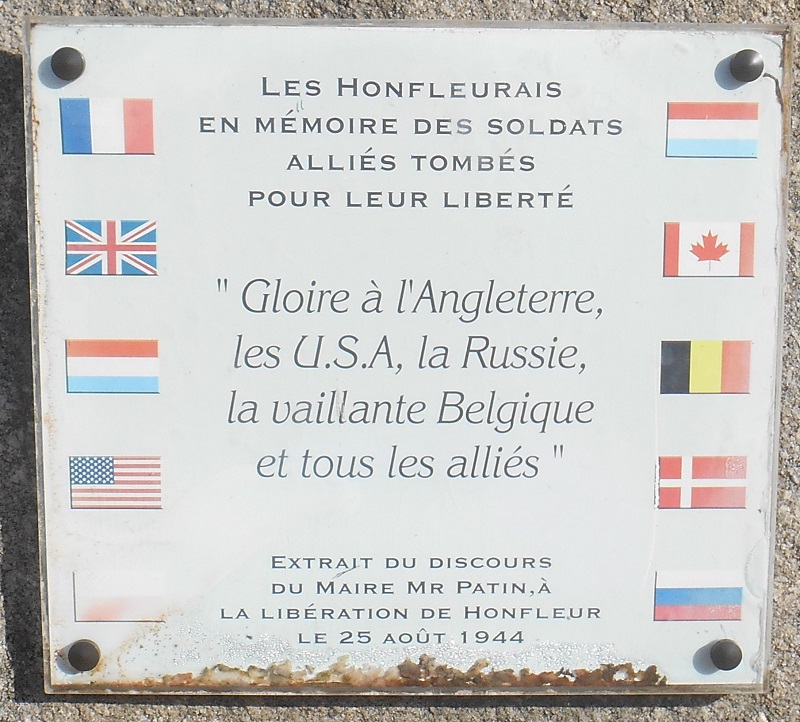 LES HONFLEURAIS
EN MÉMOIRE DES SOLDATS
ALLIÉS TOMBÉS
POUR LEUR LIBERTÉ
" Gloire à l'Angleterre,
les U.S.A, la Russie,
la vaillante Belgique
et tous les alliés "
EXTRAIT DU DISCOURS
DU MAIRE MR PATIN,À
LA LIBÉRATION DE HONFLEUR
LE 25 AOÛT 1944